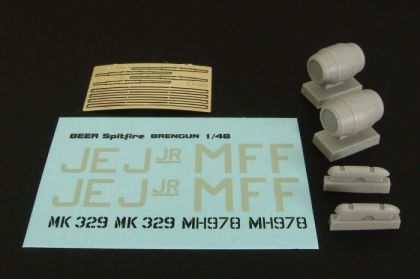 BEER Spitfire BRENGUN 1/48
JEJ JR MFF
JEJ JR MFF
MK 329 MK 329 MH978 MH978